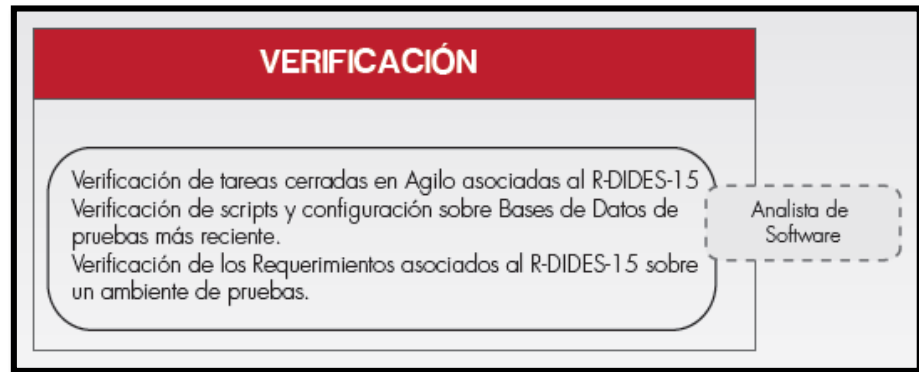 VERIFICACIÓN
Verificación de tareas cerradas en Agilo asociadas al R-DIDES-15
Verificación de scripts y configuración sobre Bases de Datos de
pruebas más reciente.
Verificación de los Requerimientos asociados al R-DIDES-15 sobre
un ambiente de pruebas.
Analista de
Software